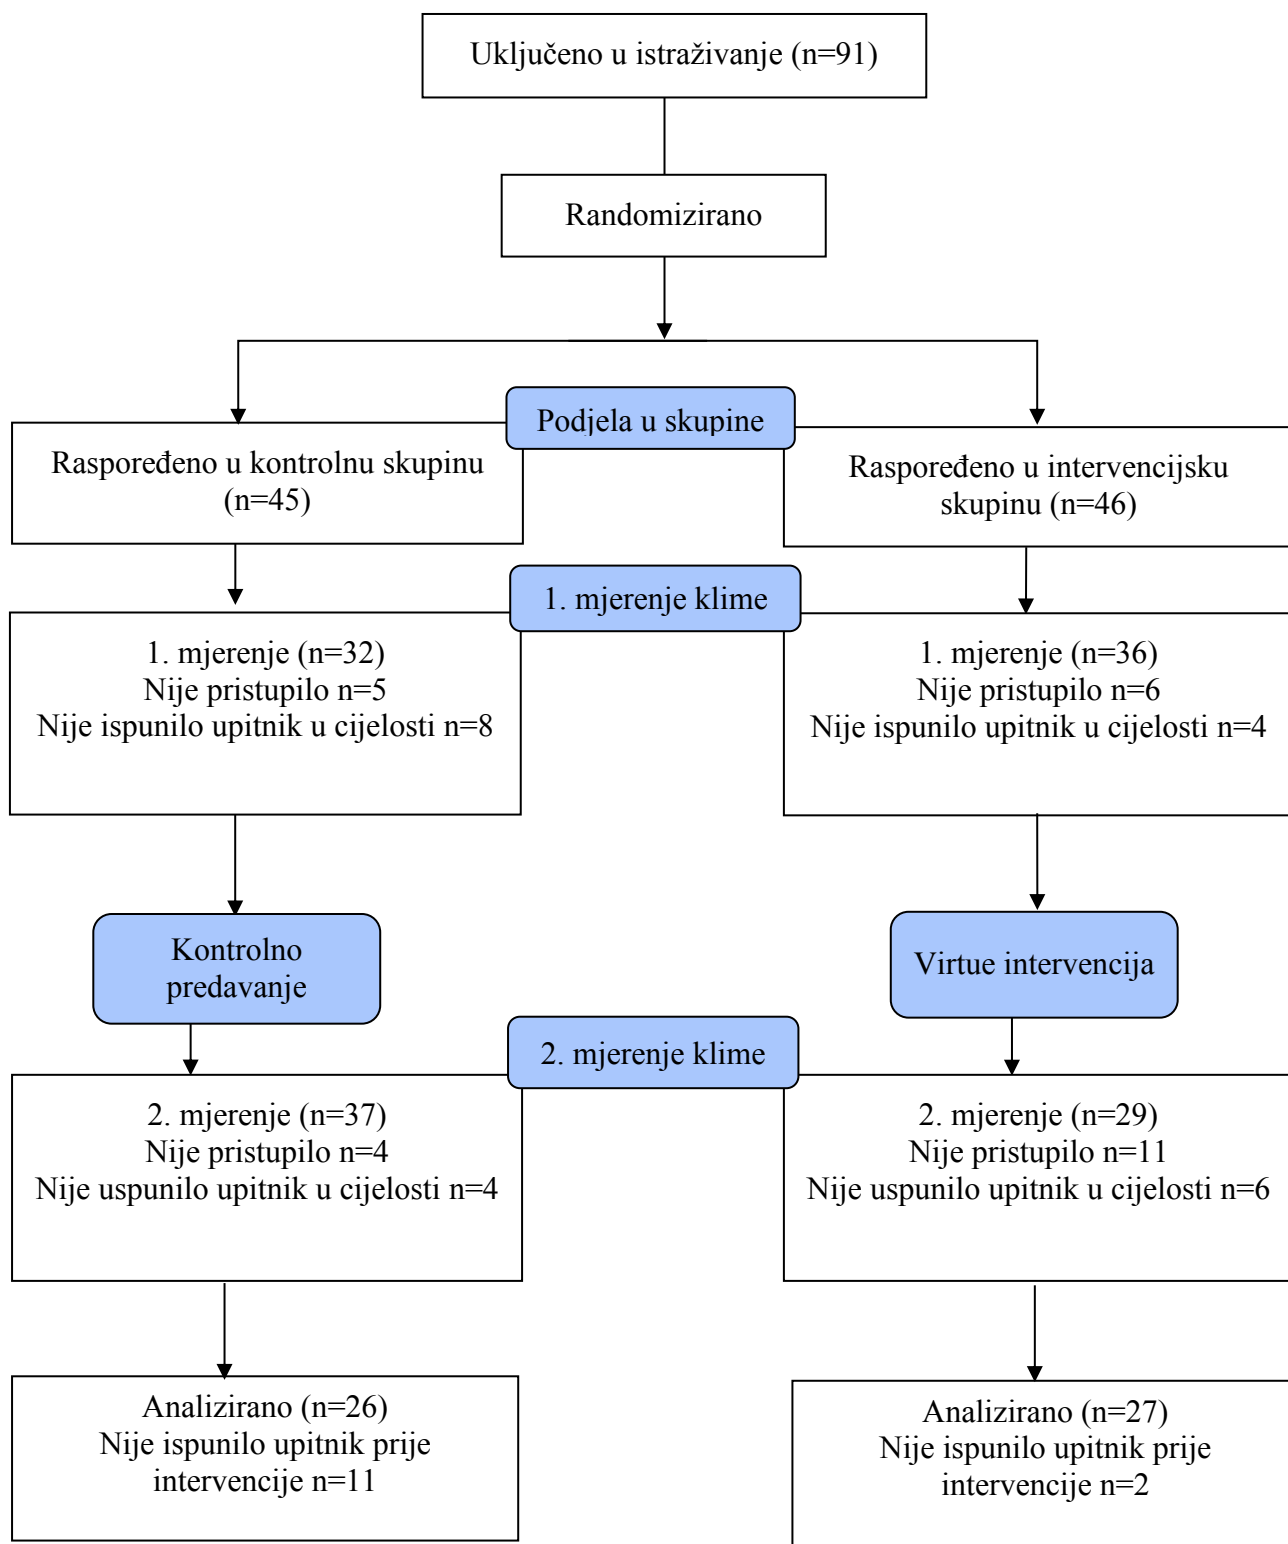 Uključeno u istraživanje (n=91)
Randomizirano
Podjela u skupine
Raspoređeno u kontrolnu skupinu
(n=45)
Raspoređeno u intervencijsku
skupinu (n=46)
1. mjerenje klime
1. mjerenje (n=32)
Nije pristupilo n=5
Nije ispunilo upitnik u cijelosti n=8
1. mjerenje (n=36)
Nije pristupilo n=6
Nije ispunilo upitnik u cijelosti n=4
Kontrolno
predavanje
Virtue intervencija
2. mjerenje klime
2. mjerenje (n=37)
Nije pristupilo n=4
Nije uspunilo upitnik u cijelosti n=4
2. mjerenje (n=29)
Nije pristupilo n=11
Nije uspunilo upitnik u cijelosti n=6
Analizirano (n=26)
Nije ispunilo upitnik prije
intervencije n=11
Analizirano (n=27)
Nije ispunilo upitnik prije
intervencije n=2